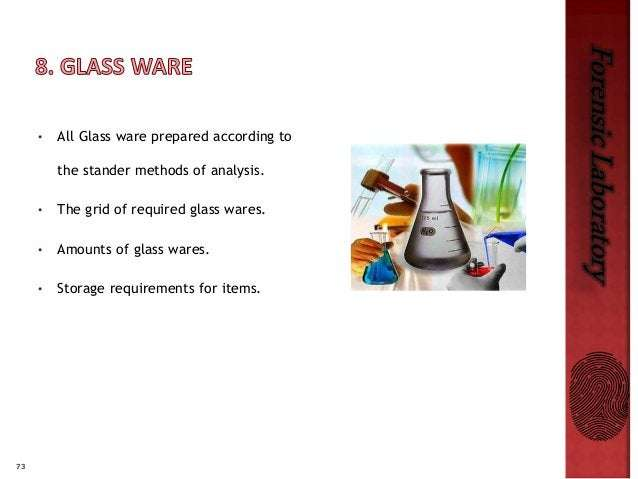 8. GLASS WARE
• All Glass ware prepared according to
the stander methods of analysis.
• The grid of required glass wares.
• Amounts of glass wares.
• Storage requirements for items.
Forensic Laboratory
73